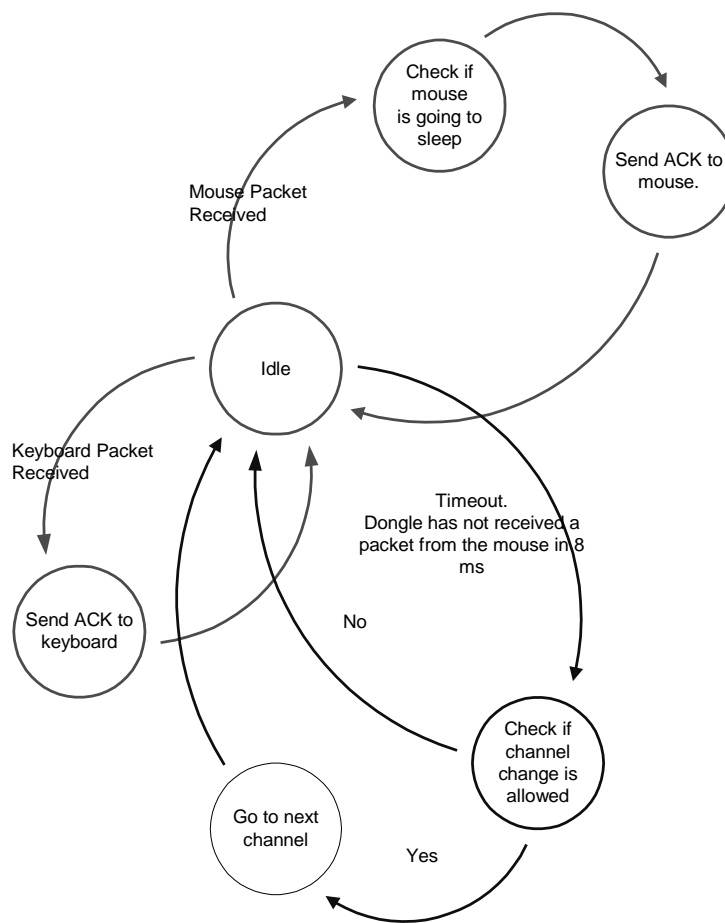 Check if
mouse
is going to
sleep
Send ACK to
mouse.
Mouse Packet
Received
Idle
Keyboard Packet
Received
Timeout.
Dongle has not received a
packet from the mouse in 8
ms
Send ACK to
keyboard
No
Check if
channel
change is
allowed
Go to next
channel
Yes